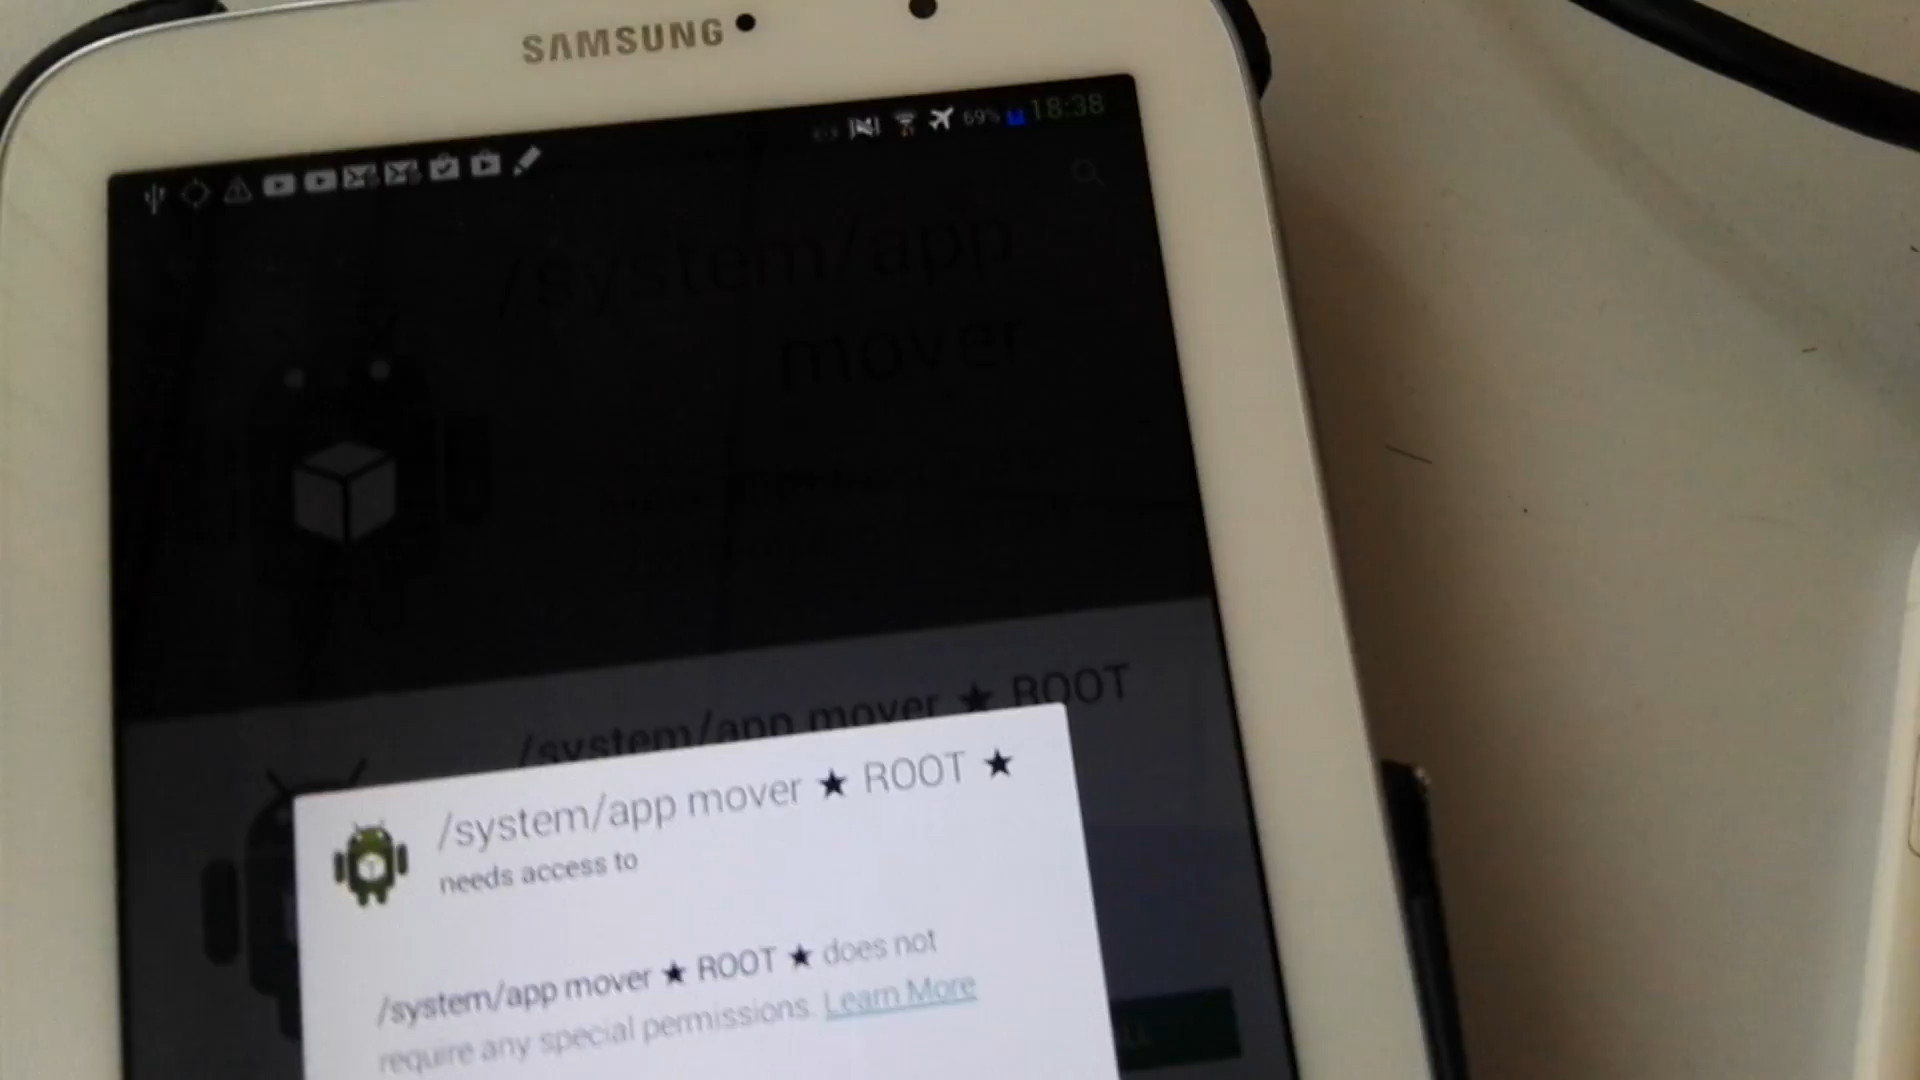 SAMSUNG
69% 18:38
/system/app
mover
/system/app mover ★ ROOT
/system/app mover ★ ROOT ★
needs access to
/system/app mover ★ ROOT ★ does not
require any special permissions. Learn More